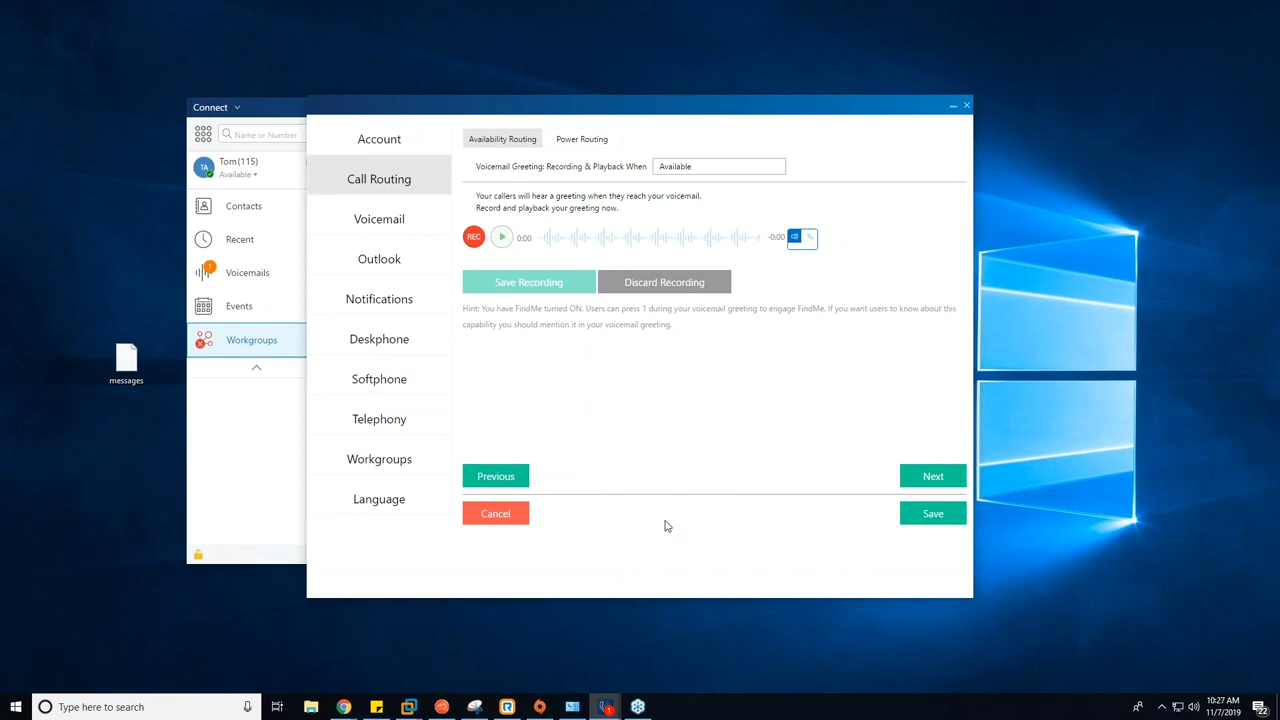 Connect
Name or Number
TA
Tom (115)
Available
Contacts
Recent
Voicemails
Events
Workgroups
messages
Account
Call Routing
Voicemail
Outlook
Notifications
Deskphone
Softphone
Telephony
Workgroups
Language
Availability Routing
Power Routing
Voicemail Greeting: Recording & Playback When
Available
Your callers will hear a greeting when they reach your voicemail.
Record and playback your greeting now.
REC
0:00
-0:00
Save Recording
Discard Recording
Hint: You have FindMe turned ON. Users can press 1 during your voicemail greeting to engage FindMe. If you want users to know about this
capability you should mention it in your voicemail greeting.
Previous
Next
Cancel
Save
Type here to search
10:27 AM
11/7/2019
22